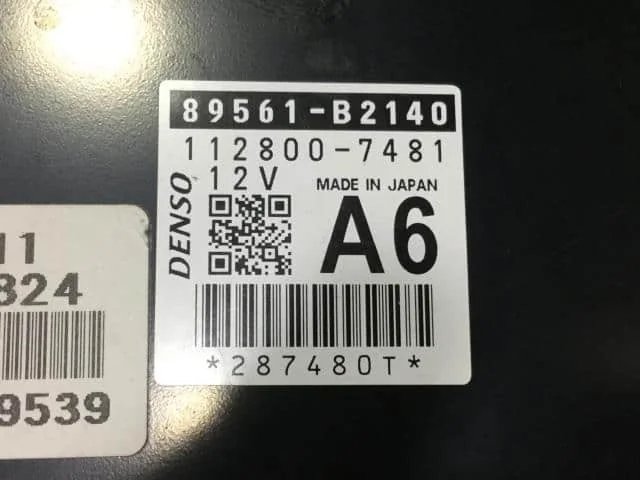 89561-B2140
112800-7481
12V
MADE IN JAPAN
DENSO
A6
*287480T*
11
324
9539